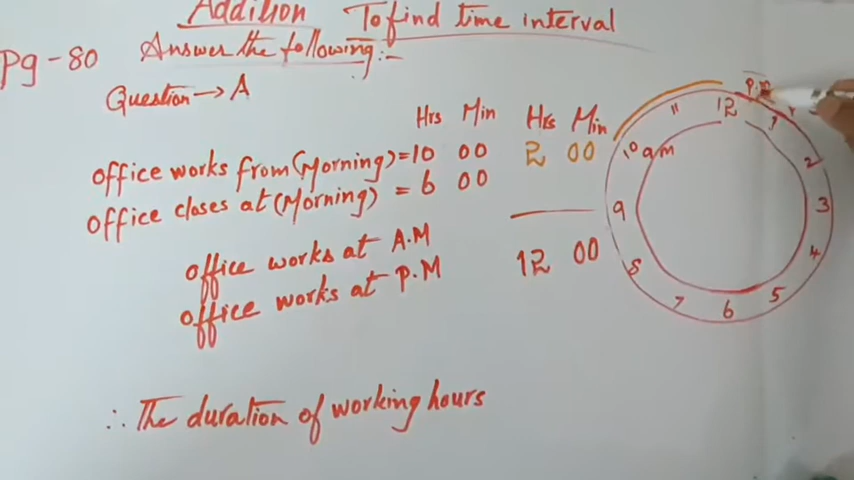 Addition To find time interval
Pg-80 Answer the following:-
Question → A
Hrs Min Hrs Min
office works from (Morning) = 10 00 2 00
office closes at (Morning) = 6 00
office works at A.M
office works at P.M 12 00
∴ The duration of working hours
12
11
10 am
9
8
7
6
5
4
3
2
1